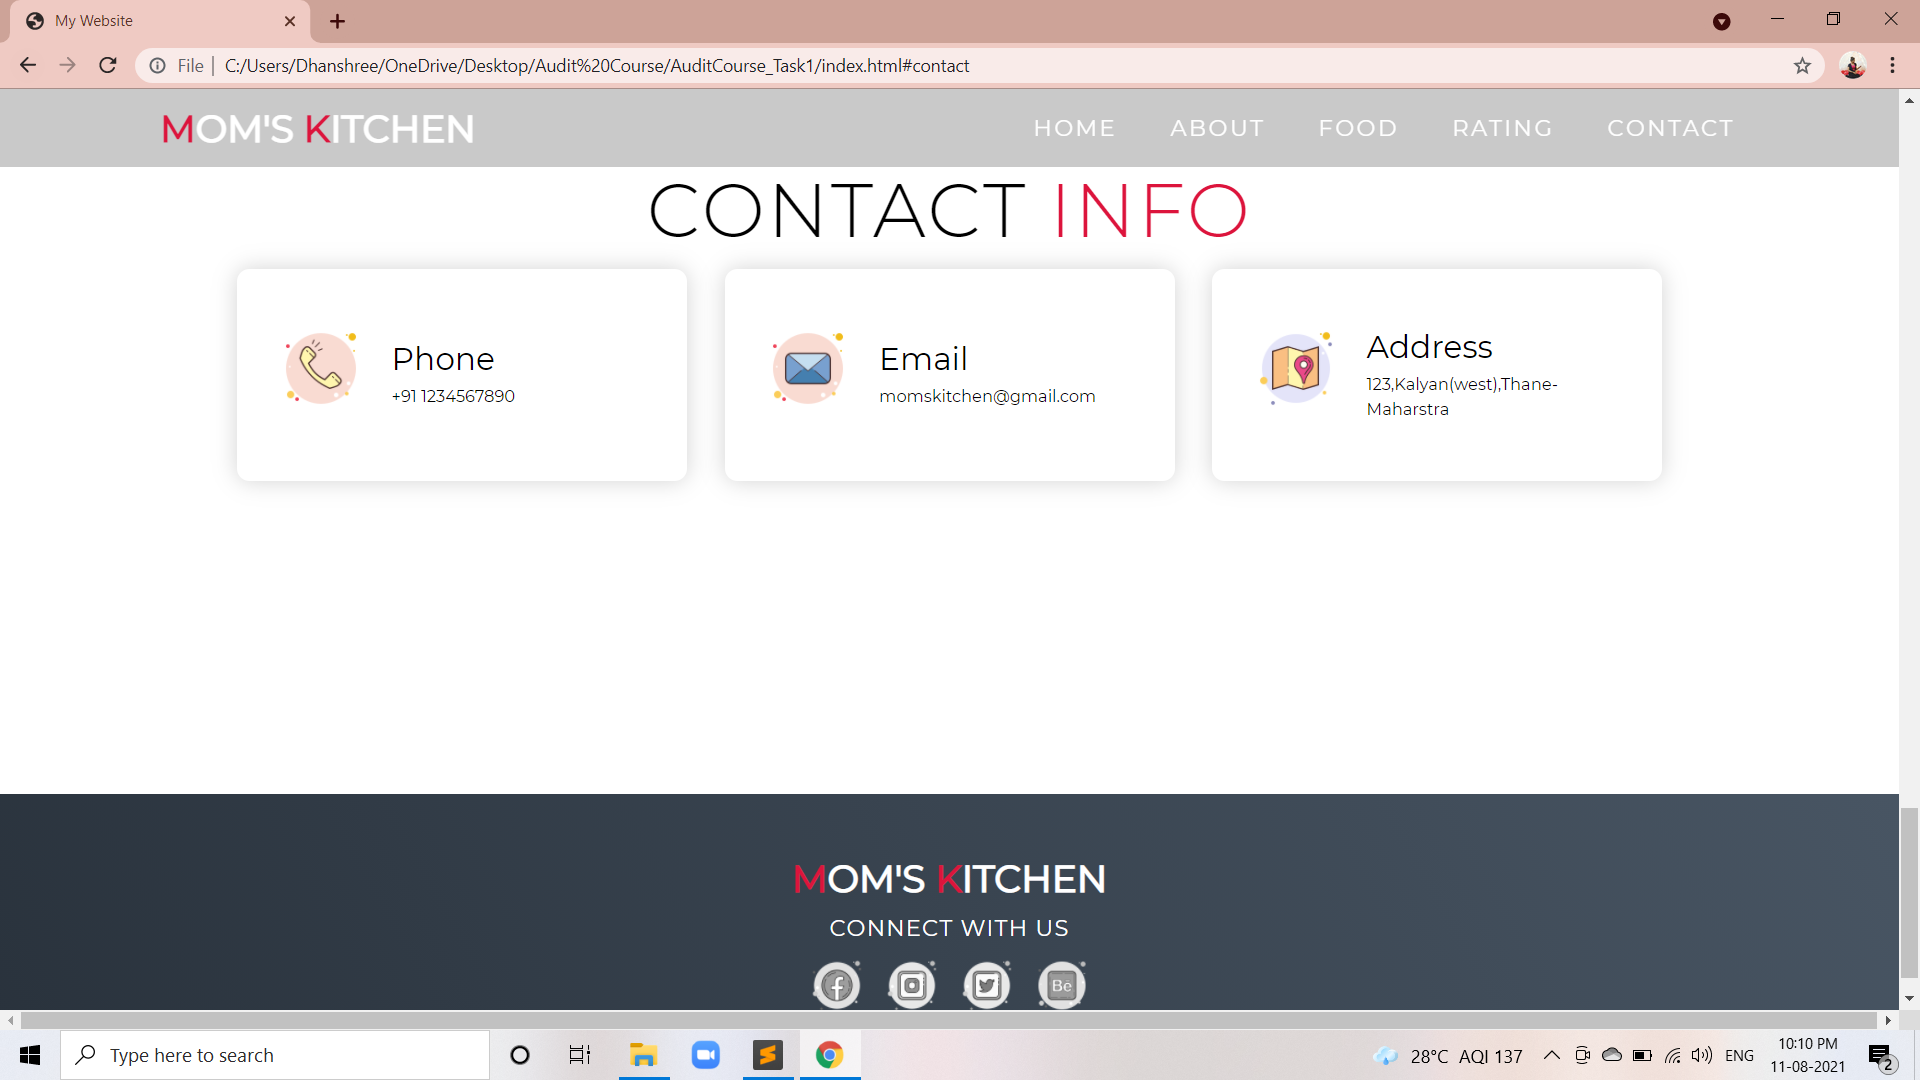 My Website
File
C:/Users/Dhanshree/OneDrive/Desktop/Audit%20Course/AuditCourse_Task1/index.html#contact
MOM'S KITCHEN
HOME ABOUT FOOD RATING CONTACT
CONTACT INFO
Phone
+91 1234567890
Email
momskitchen@gmail.com
Address
123,Kalyan(west),Thane-
Maharstra
MOM'S KITCHEN
CONNECT WITH US
Bē
Type here to search
28°C AQI 137
ENG
10:10 PM
11-08-2021
2